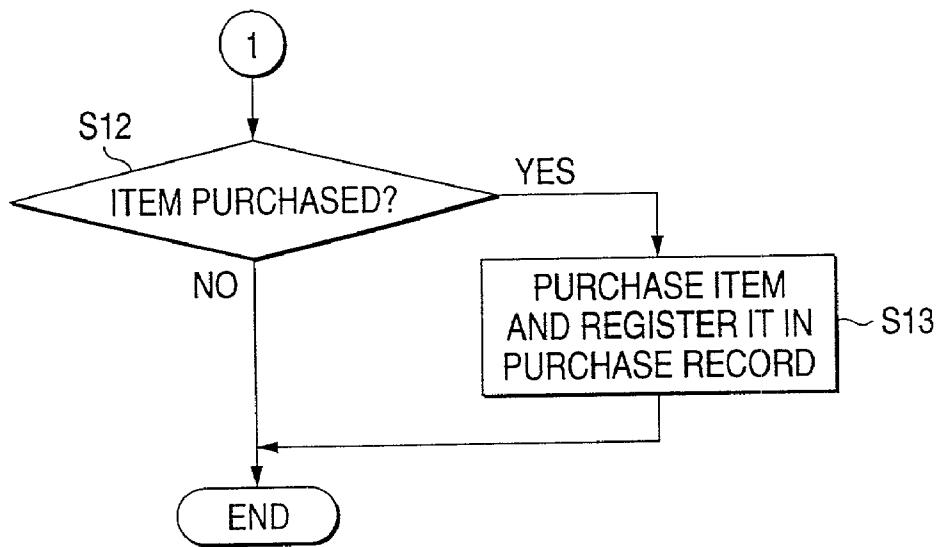 1
S12
ITEM PURCHASED?
YES
NO
PURCHASE ITEM
AND REGISTER IT IN
PURCHASE RECORD
S13
END